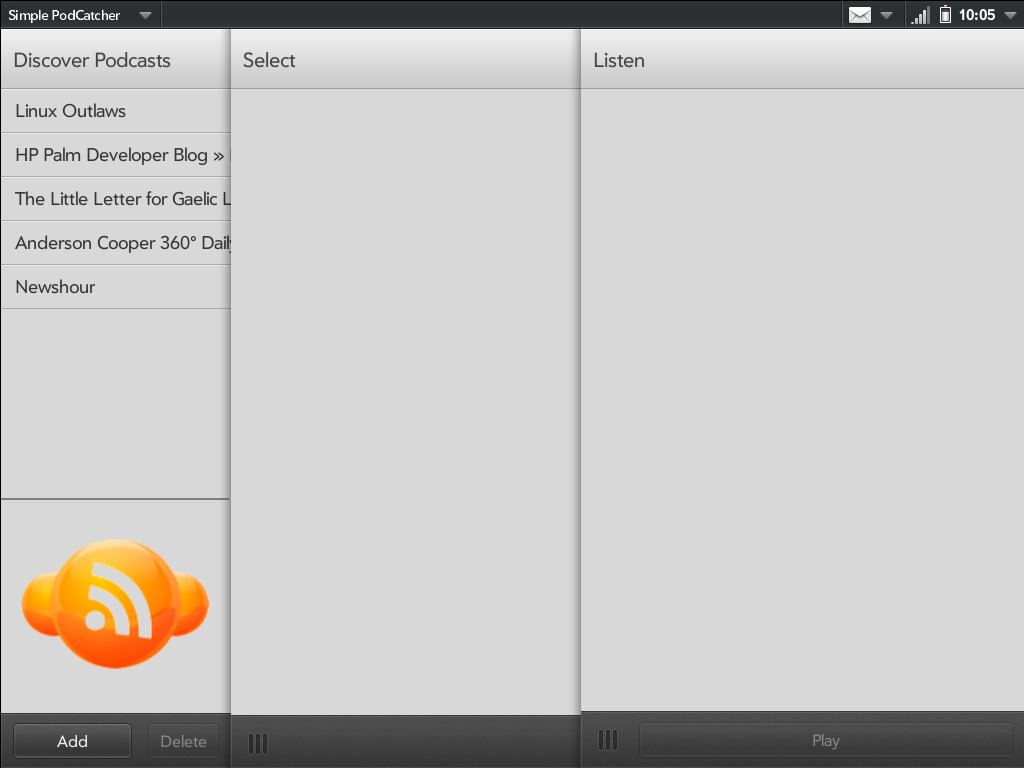 Simple PodCatcher
10:05
Discover Podcasts
Select
Listen
Linux Outlaws
HP Palm Developer Blog »
The Little Letter for Gaelic L
Anderson Cooper 360° Daily
Newshour
Add
Delete
Play